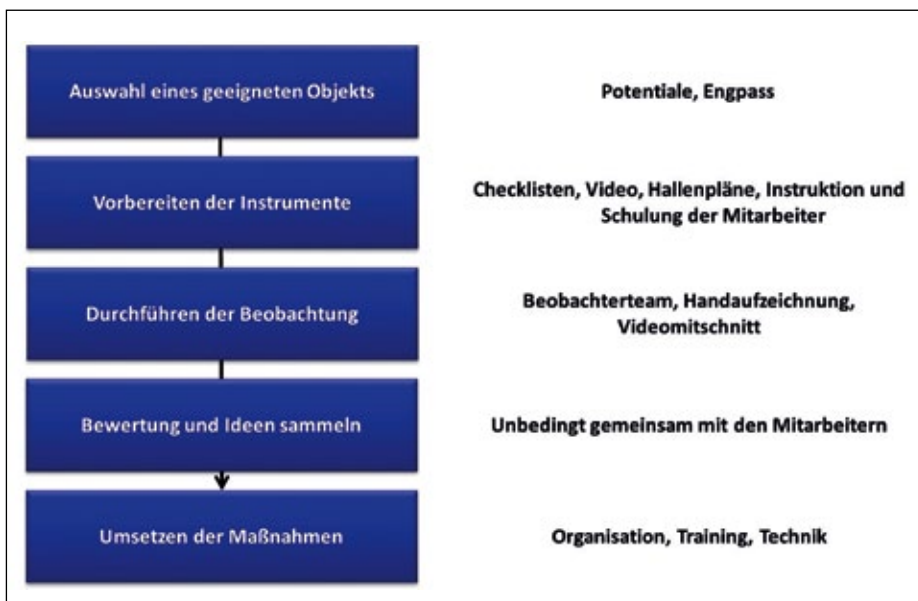 Auswahl eines geeigneten Objekts
Potentiale, Engpass
Vorbereiten der Instrumente
Checklisten, Video, Hallenpläne, Instruktion und
Schulung der Mitarbeiter
Durchführen der Beobachtung
Beobachterteam, Handaufzeichnung,
Videomitschnitt
Bewertung und Ideen sammeln
Unbedingt gemeinsam mit den Mitarbeitern
Umsetzen der Maßnahmen
Organisation, Training, Technik